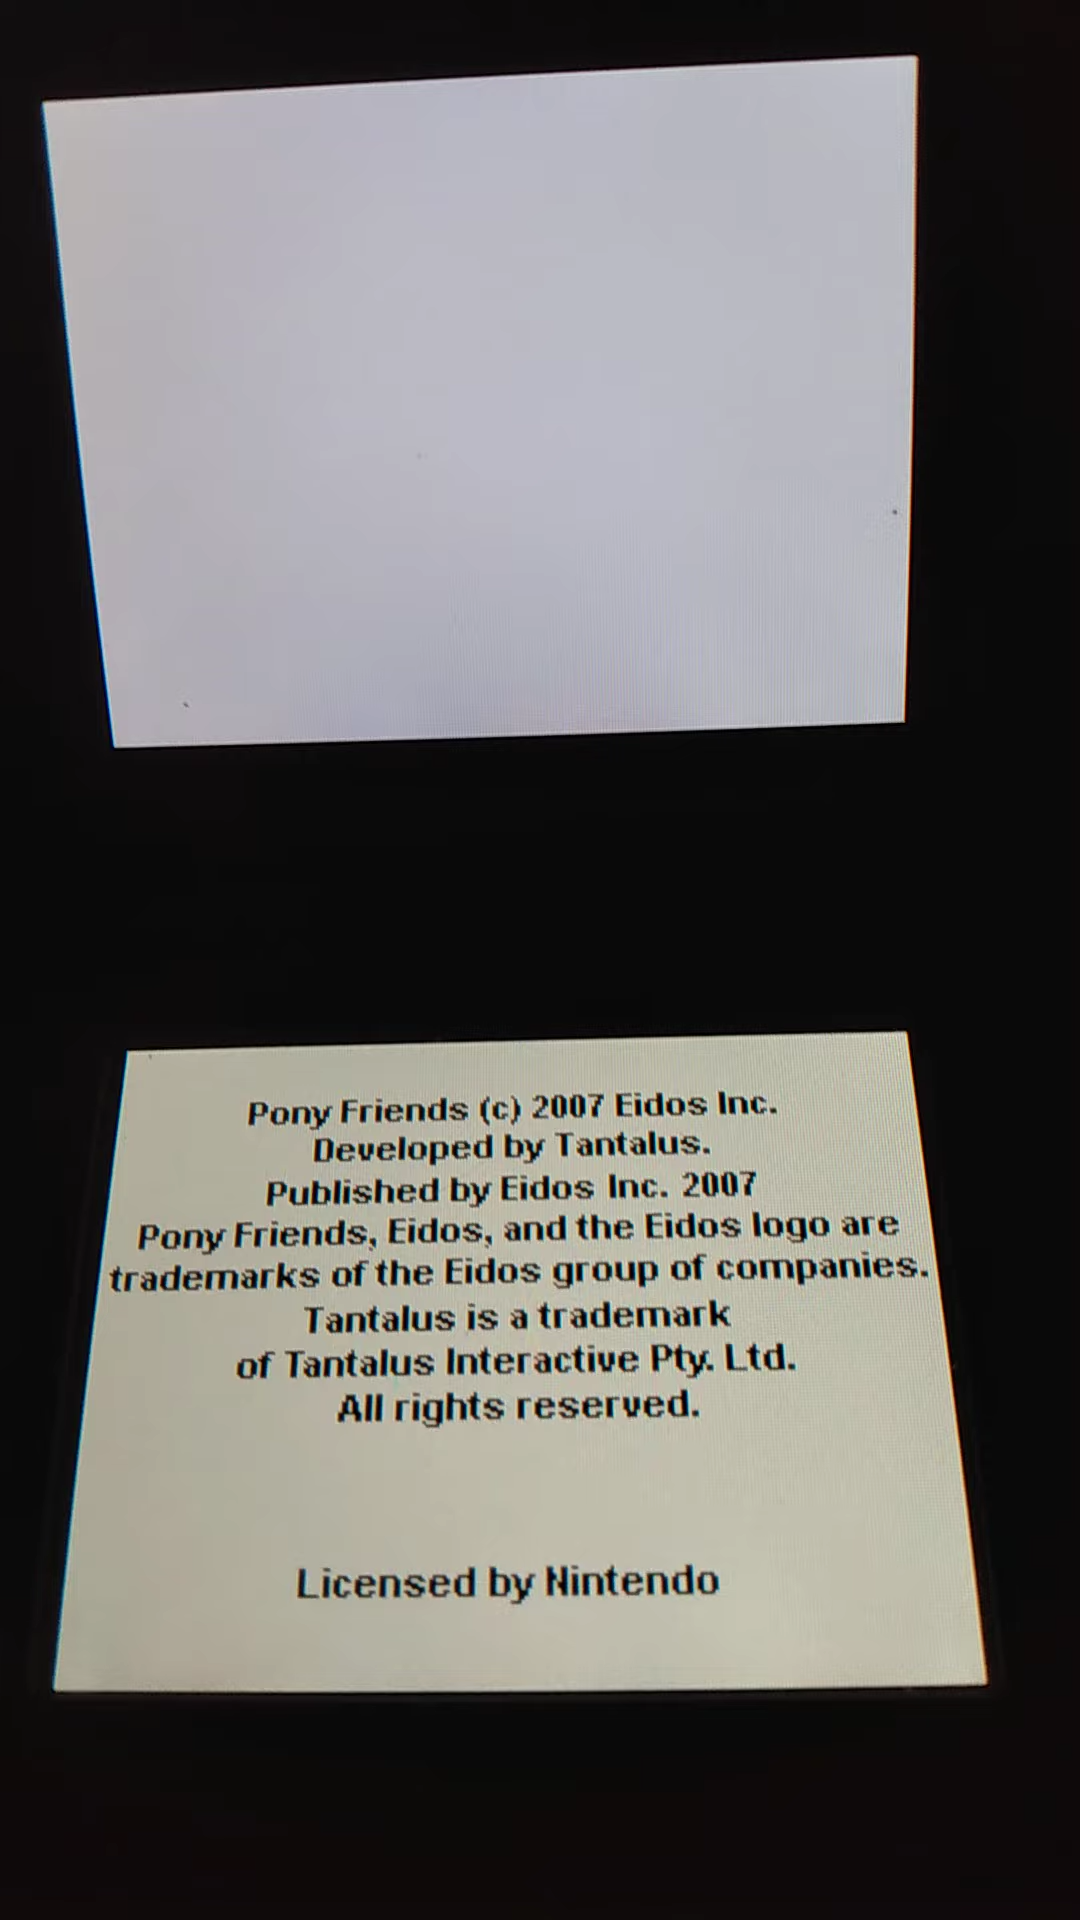 Pony Friends (c) 2007 Eidos Inc.
Developed by Tantalus.
Published by Eidos Inc. 2007
Pony Friends, Eidos, and the Eidos logo are
trademarks of the Eidos group of companies.
Tantalus is a trademark
of Tantalus Interactive Pty. Ltd.
All rights reserved.
Licensed by Nintendo